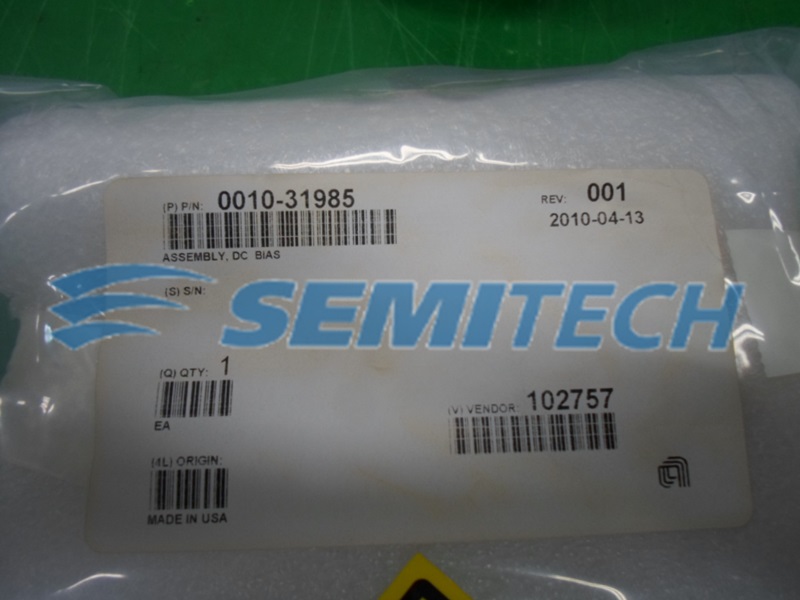 (P) P/N: 0010-31985
REV: 001
2010-04-13
ASSEMBLY, DC BIAS
(S) S/N:
SEMITECH
(Q) QTY: 1
EA
(V) VENDOR: 102757
(4L) ORIGIN:
MADE IN USA